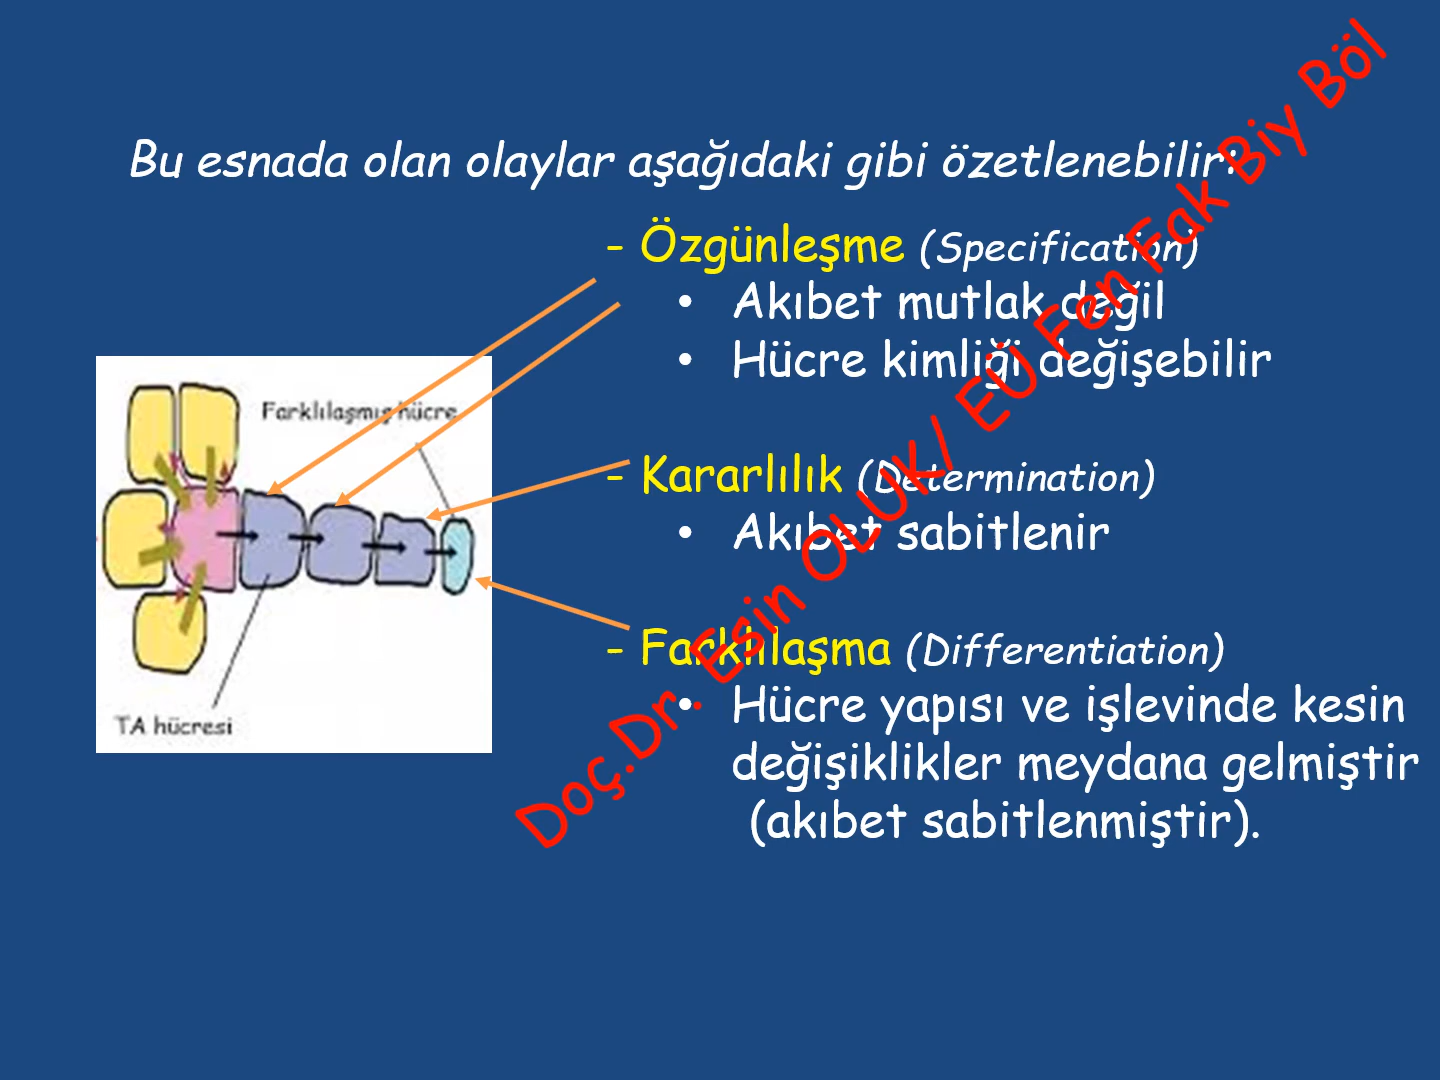 Bu esnada olan olaylar aşağıdaki gibi özetlenebilir:
- Özgünleşme (Specification)
• Akıbet mutlak değil
• Hücre kimliği değişebilir
- Kararlılık (Determination)
• Akıbet sabitlenir
- Farklılaşma (Differentiation)
• Hücre yapısı ve işlevinde kesin
değişiklikler meydana gelmiştir
(akıbet sabitlenmiştir).
Farklılaşmış hücre
TA hücresi
Doç.Dr. Esin OLUK/ EÜ Fen Fak Biy Böl